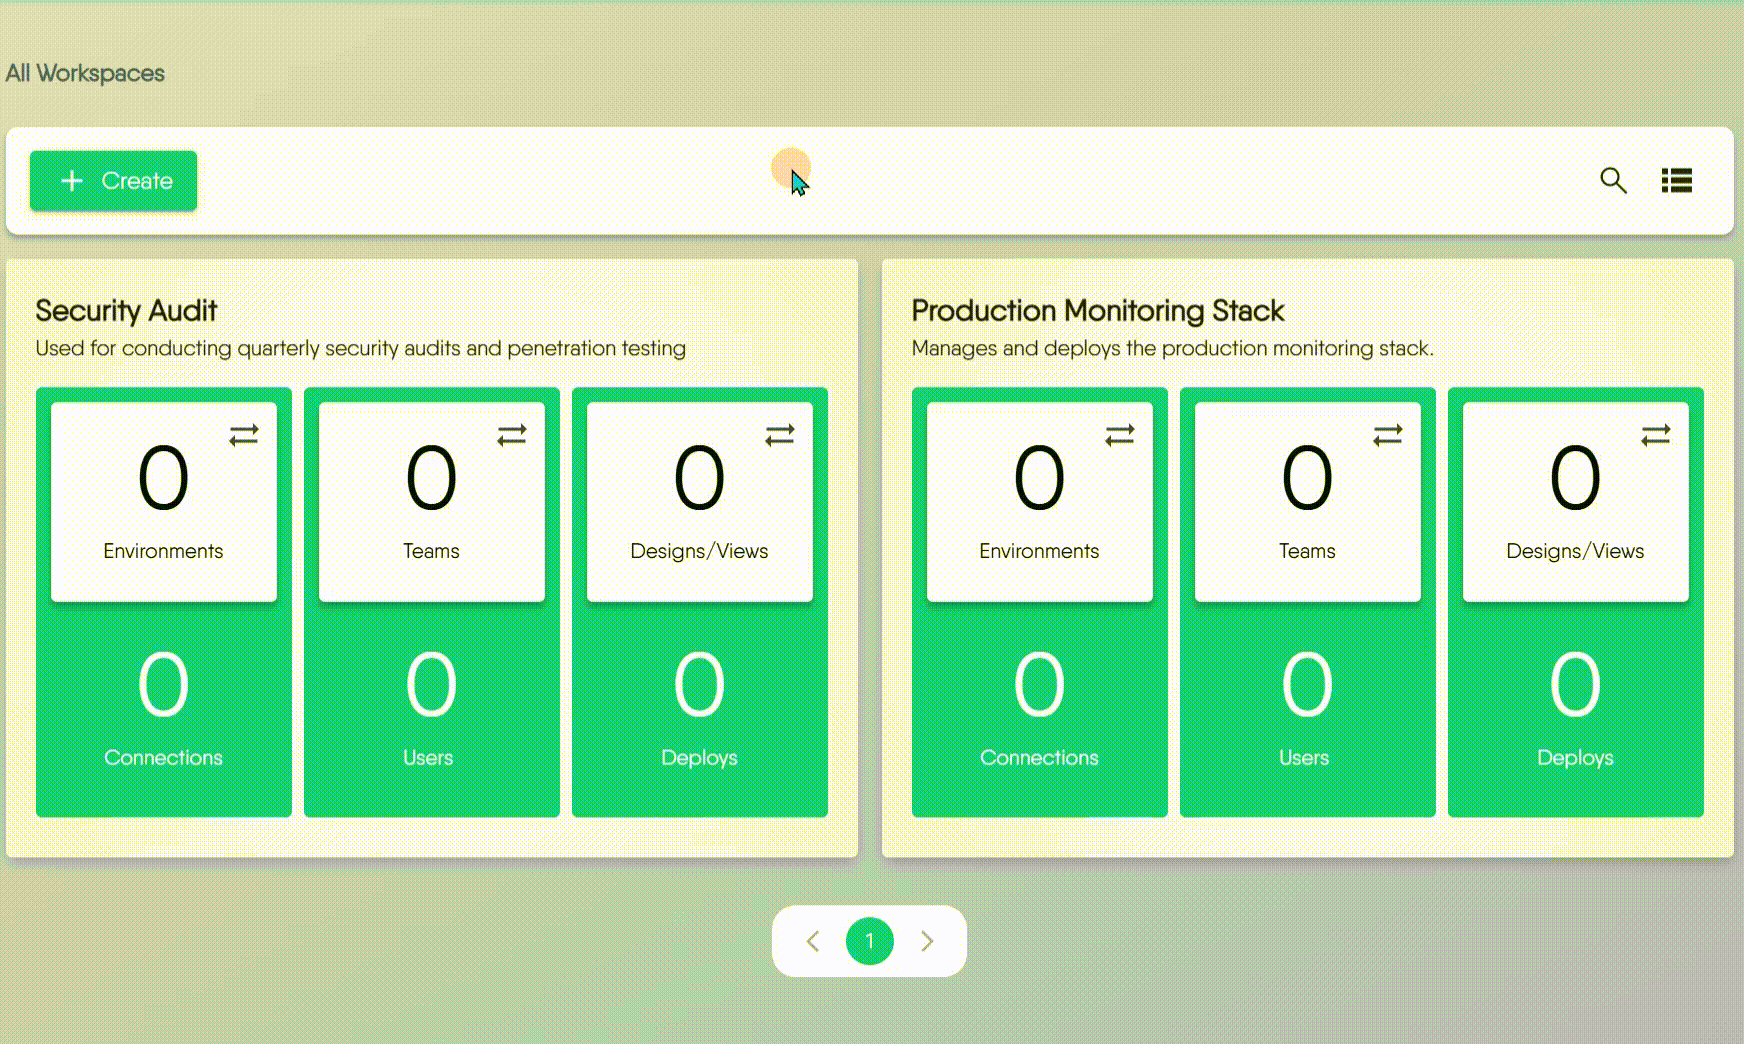 All Workspaces
Create
Security Audit
Used for conducting quarterly security audits and penetration testing
0
Environments
0
Teams
0
Designs/Views
0
Connections
0
Users
0
Deploys
Production Monitoring Stack
Manages and deploys the production monitoring stack.
0
Environments
0
Teams
0
Designs/Views
0
Connections
0
Users
0
Deploys
1